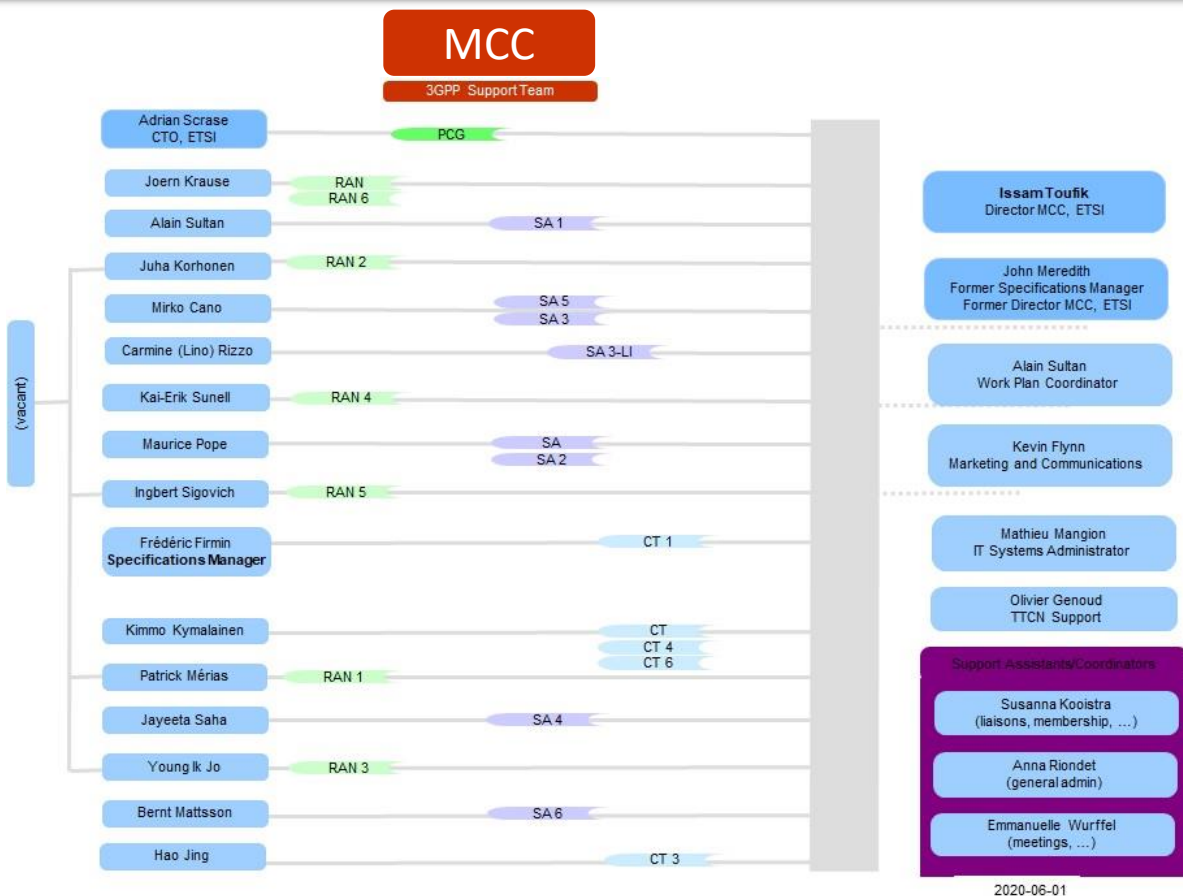 MCC
3GPP Support Team
Adrian Scrase
CTO, ETSI
PCG
Joern Krause
RAN
RAN 6
Alain Sultan
SA 1
Juha Korhonen
RAN 2
Mirko Cano
SA 5
SA 3
Carmine (Lino) Rizzo
SA 3-LI
(vacant)
Kai-Erik Sunell
RAN 4
Maurice Pope
SA
SA 2
Ingbert Sigovich
RAN 5
Frédéric Firmin
Specifications Manager
CT 1
Kimmo Kymalainen
CT
CT 4
CT 6
Patrick Mérias
RAN 1
Jayeeta Saha
SA 4
Young Ik Jo
RAN 3
Bernt Mattsson
SA 6
Hao Jing
CT 3
Issam Toufik
Director MCC, ETSI
John Meredith
Former Specifications Manager
Former Director MCC, ETSI
Alain Sultan
Work Plan Coordinator
Kevin Flynn
Marketing and Communications
Mathieu Mangion
IT Systems Administrator
Olivier Genoud
TTCN Support
Support Assistants/Coordinators
Susanna Kooistra
(liaisons, membership, …)
Anna Riondet
(general admin)
Emmanuelle Wurffel
(meetings, …)
2020-06-01